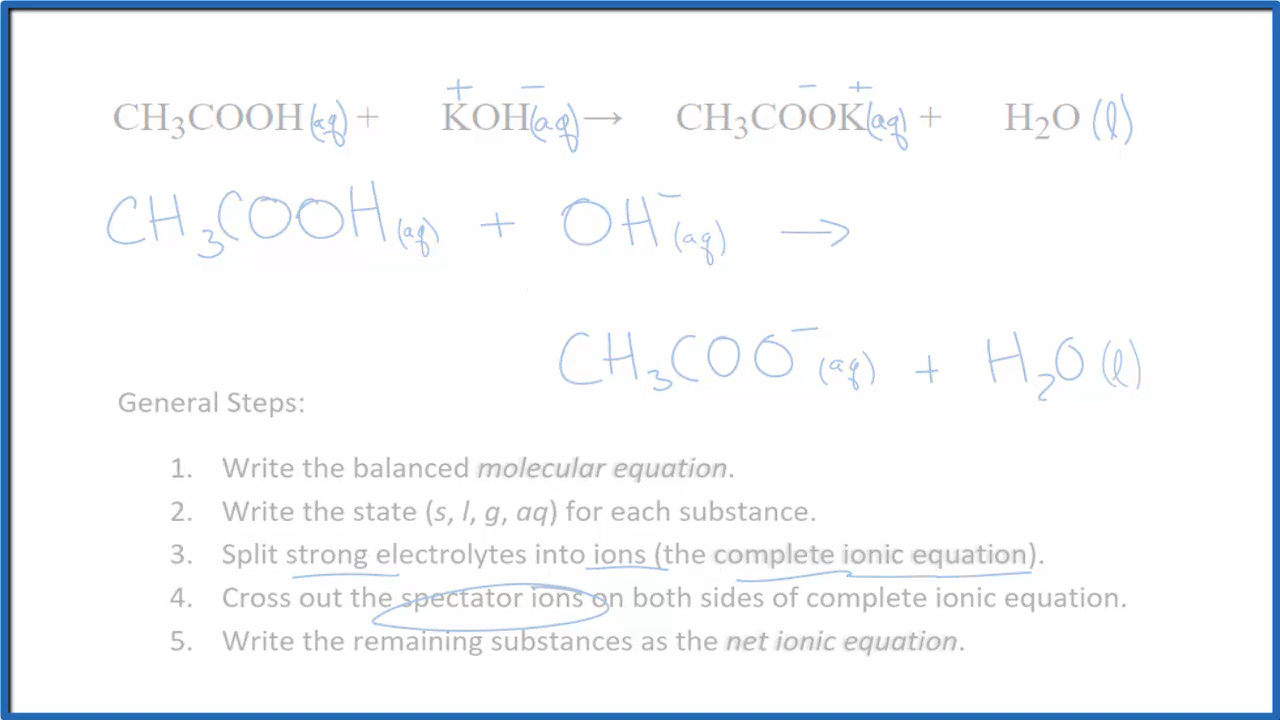 CH₃COOH(aq) + K⁺OH⁻(aq) → CH₃COO⁻K⁺(aq) + H₂O(l)
CH₃COOH(aq) + OH⁻(aq) →
CH₃COO⁻(aq) + H₂O(l)
General Steps:
1. Write the balanced molecular equation.
2. Write the state (s, l, g, aq) for each substance.
3. Split strong electrolytes into ions (the complete ionic equation).
4. Cross out the spectator ions on both sides of complete ionic equation.
5. Write the remaining substances as the net ionic equation.